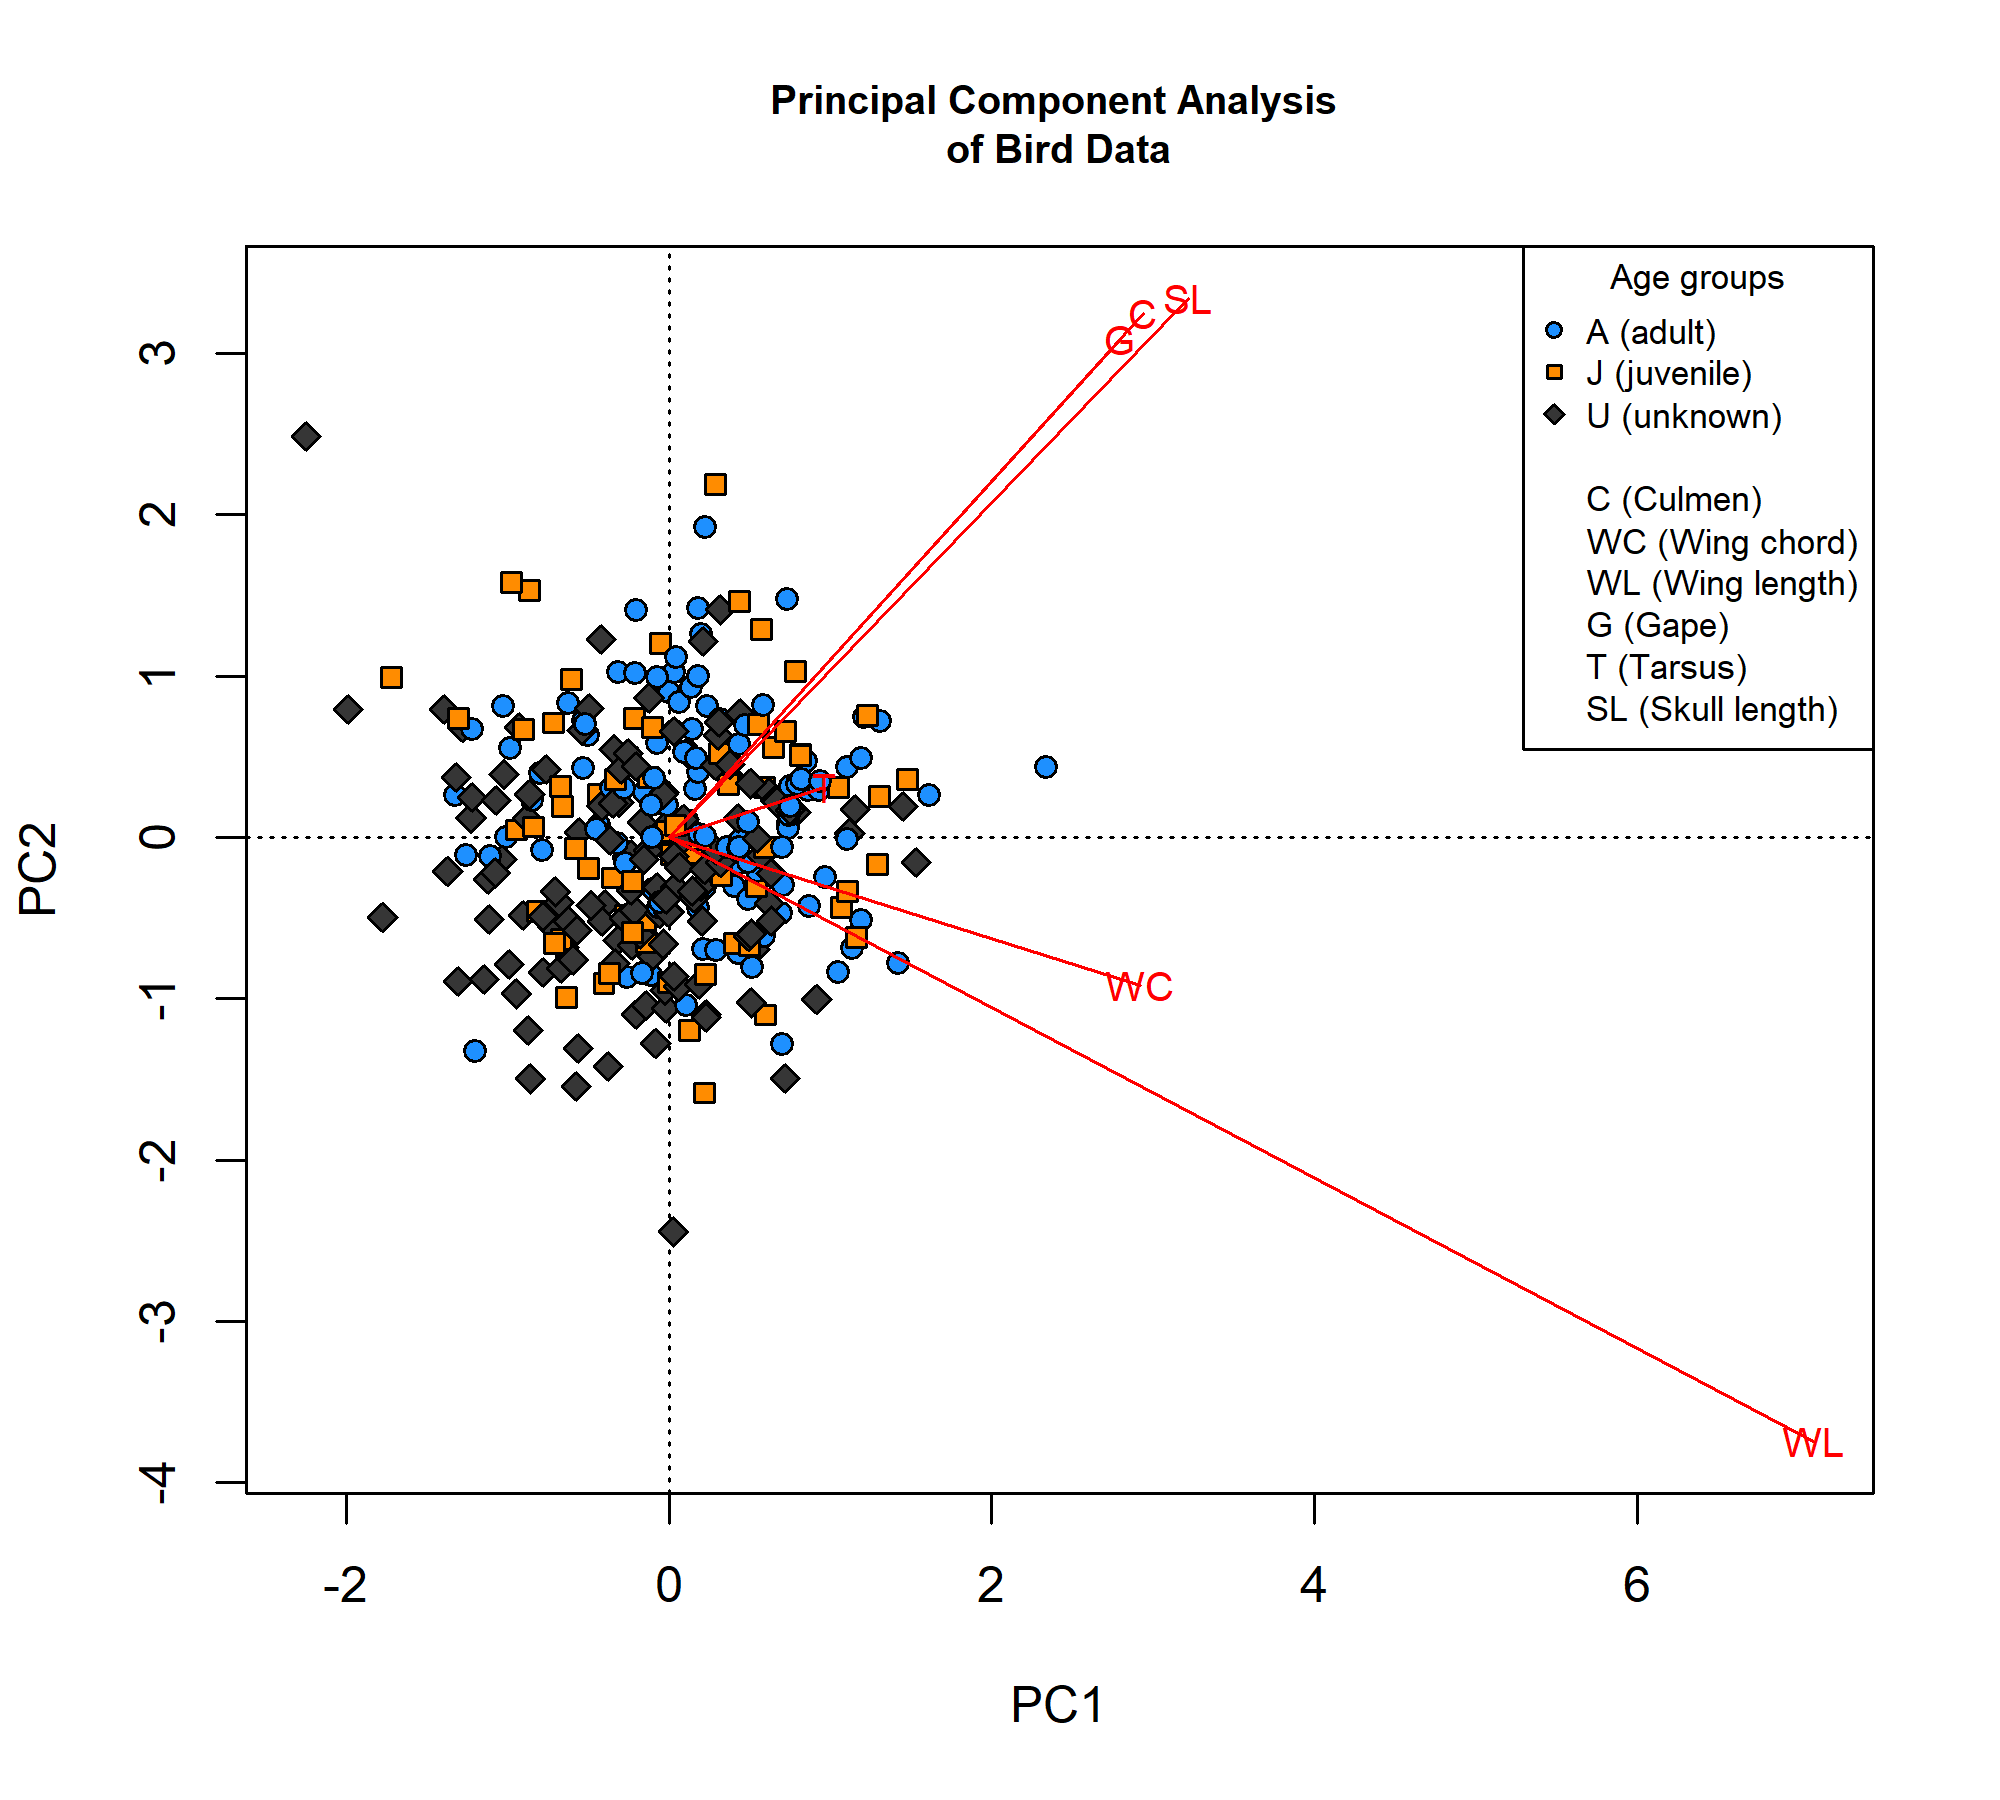 Principal Component Analysis
of Bird Data
Age groups
A (adult)
J (juvenile)
U (unknown)
C (Culmen)
WC (Wing chord)
WL (Wing length)
G (Gape)
T (Tarsus)
SL (Skull length)
SL
C
G
T
WC
WL
PC2
3
2
1
0
-1
-2
-3
-4
-2 0 2 4 6
PC1